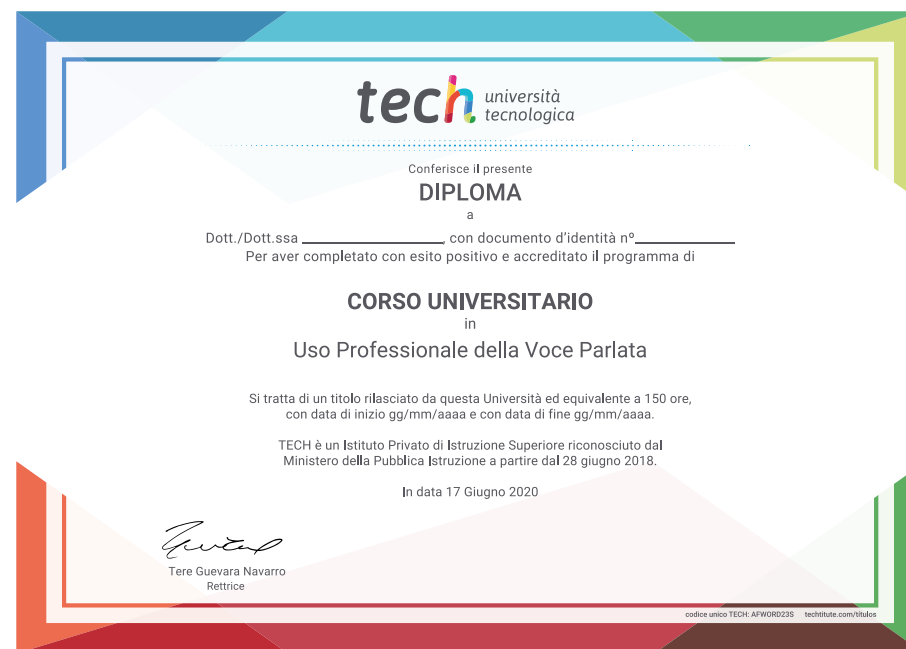 tech università
tecnologica
Conferisce il presente
DIPLOMA
a
Dott./Dott.ssa ________________, con documento d'identità nº____________
Per aver completato con esito positivo e accreditato il programma di
CORSO UNIVERSITARIO
in
Uso Professionale della Voce Parlata
Si tratta di un titolo rilasciato da questa Università ed equivalente a 150 ore,
con data di inizio gg/mm/aaaa e con data di fine gg/mm/aaaa.
TECH è un Istituto Privato di Istruzione Superiore riconosciuto dal
Ministero della Pubblica Istruzione a partire dal 28 giugno 2018.
In data 17 Giugno 2020
Tere Guevara Navarro
Rettrice
codice unico TECH: AFWORD23S techtitute.com/titulos